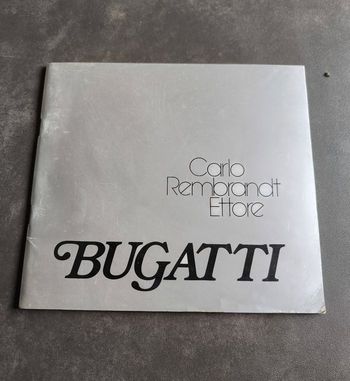 Carlo
Rembrandt
Ettore
BUGATTI